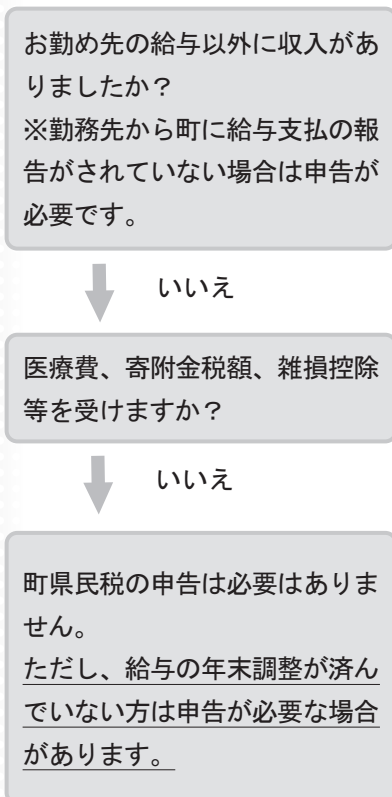 お勤め先の給与以外に収入があ
りましたか？
※勤務先から町に給与支払の報
告がされていない場合は申告が
必要です。
いいえ
医療費、寄附金税額、雑損控除
等を受けますか？
いいえ
町県民税の申告は必要はありま
せん。
ただし、給与の年末調整が済ん
でいない方は申告が必要な場合
があります。